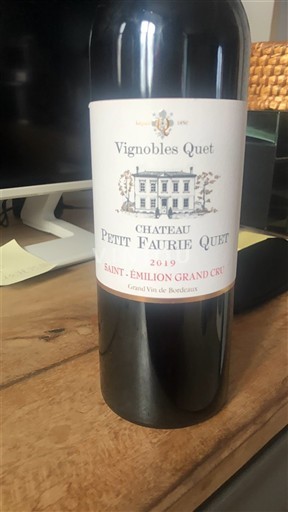 Vignobles Quet
CHATEAU
PETIT FAURIE QUET
2019
SAINT-ÉMILION GRAND CRU
Grand Vin de Bordeaux